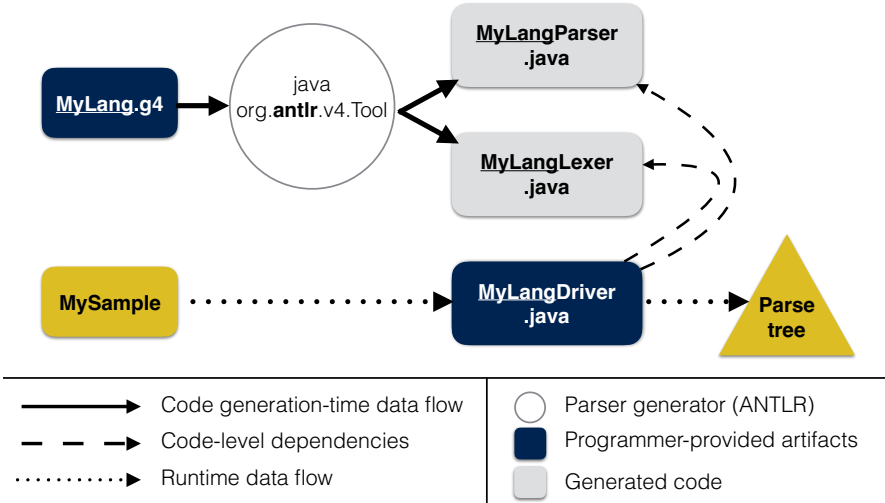 MyLangParser
.java
java
org.antlr.v4.Tool
MyLang.g4
MyLangLexer
.java
MySample
MyLangDriver
.java
Parse
tree
Code generation-time data flow
Code-level dependencies
Runtime data flow
Parser generator (ANTLR)
Programmer-provided artifacts
Generated code